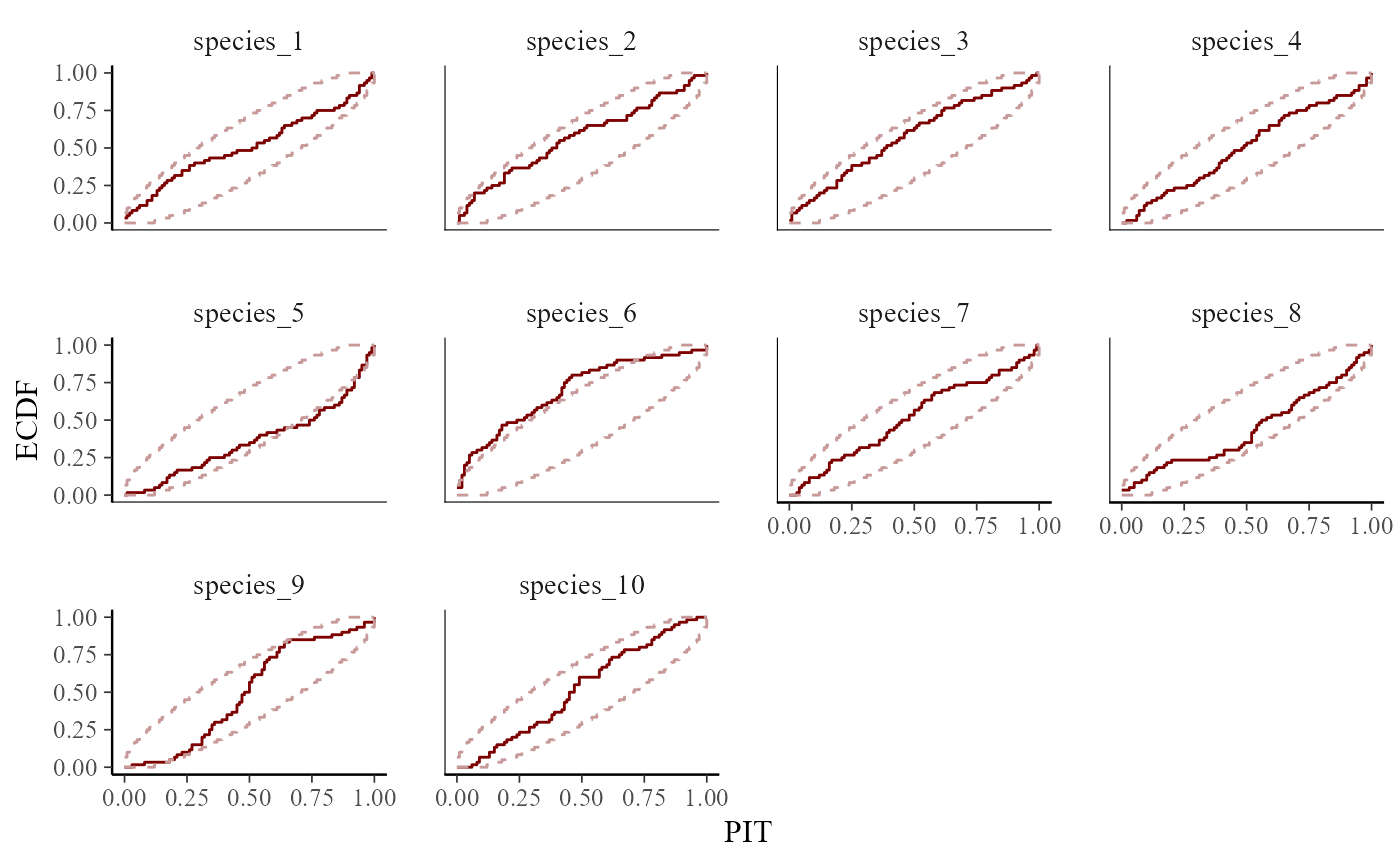 species_1 species_2 species_3 species_4
1.00
0.75
0.50
0.25
0.00
species_5 species_6 species_7 species_8
1.00
0.75
0.50
0.25
0.00
0.00 0.25 0.50 0.75 1.00 0.00 0.25 0.50 0.75 1.00
species_9 species_10
1.00
0.75
0.50
0.25
0.00
0.00 0.25 0.50 0.75 1.00 0.00 0.25 0.50 0.75 1.00
ECDF
PIT